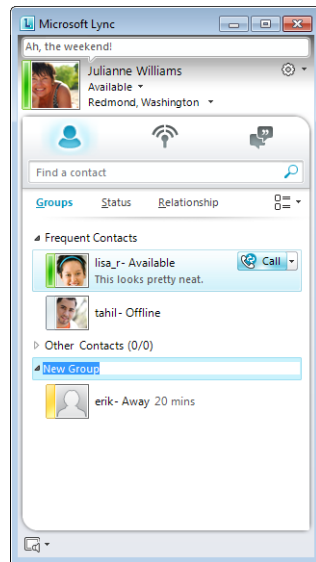 Microsoft Lync
Ah, the weekend!
Julianne Williams
Available
Redmond, Washington
Find a contact
Groups Status Relationship
Frequent Contacts
lisa_r- Available
Call
This looks pretty neat.
tahil- Offline
Other Contacts (0/0)
New Group
erik- Away 20 mins